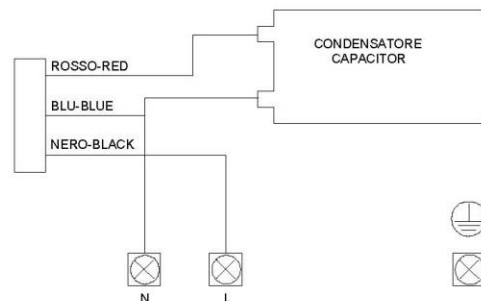 CONDENSATORE
CAPACITOR
ROSSO-RED
BLU-BLUE
NERO-BLACK
N
L